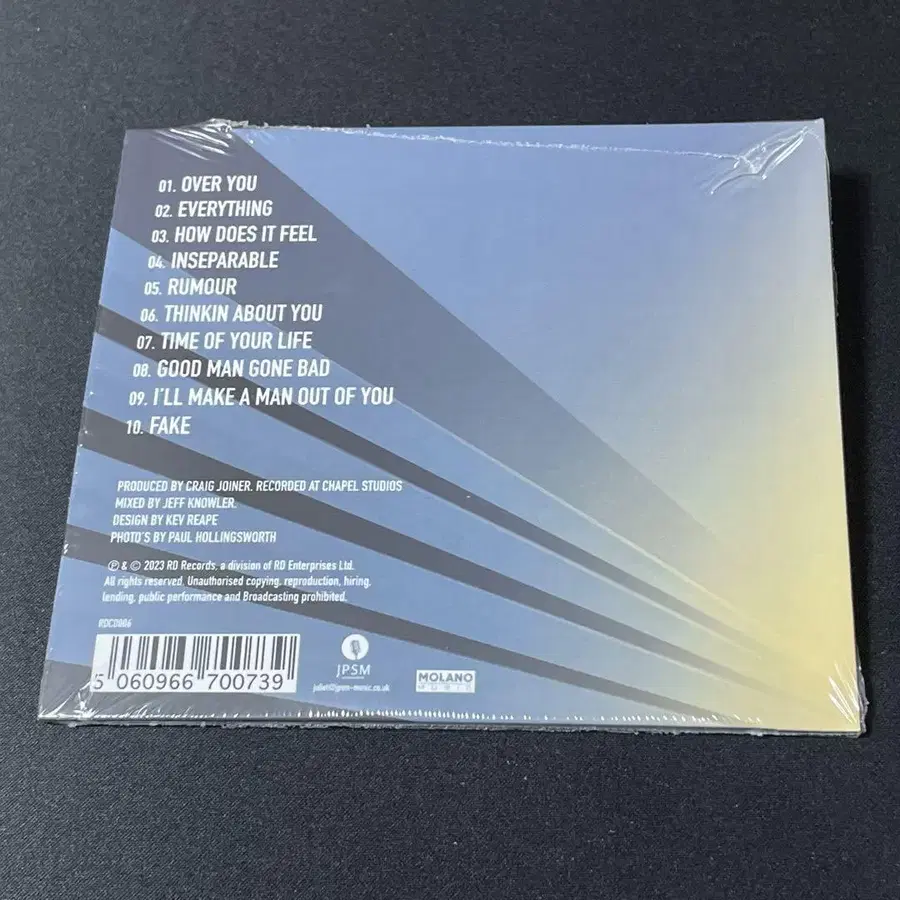 01. OVER YOU
02. EVERYTHING
03. HOW DOES IT FEEL
04. INSEPARABLE
05. RUMOUR
06. THINKIN ABOUT YOU
07. TIME OF YOUR LIFE
08. GOOD MAN GONE BAD
09. I'LL MAKE A MAN OUT OF YOU
10. FAKE
PRODUCED BY CRAIG JOINER. RECORDED AT CHAPEL STUDIOS
MIXED BY JEFF KNOWLER.
DESIGN BY KEV REAPE
PHOTO'S BY PAUL HOLLINGSWORTH
℗ & © 2023 RD Records, a division of RD Enterprises Ltd.
All rights reserved. Unauthorised copying, reproduction, hiring,
lending, public performance and Broadcasting prohibited.
RDCD006
5 060966 700739
JPSM
MOLANO
MUSIC